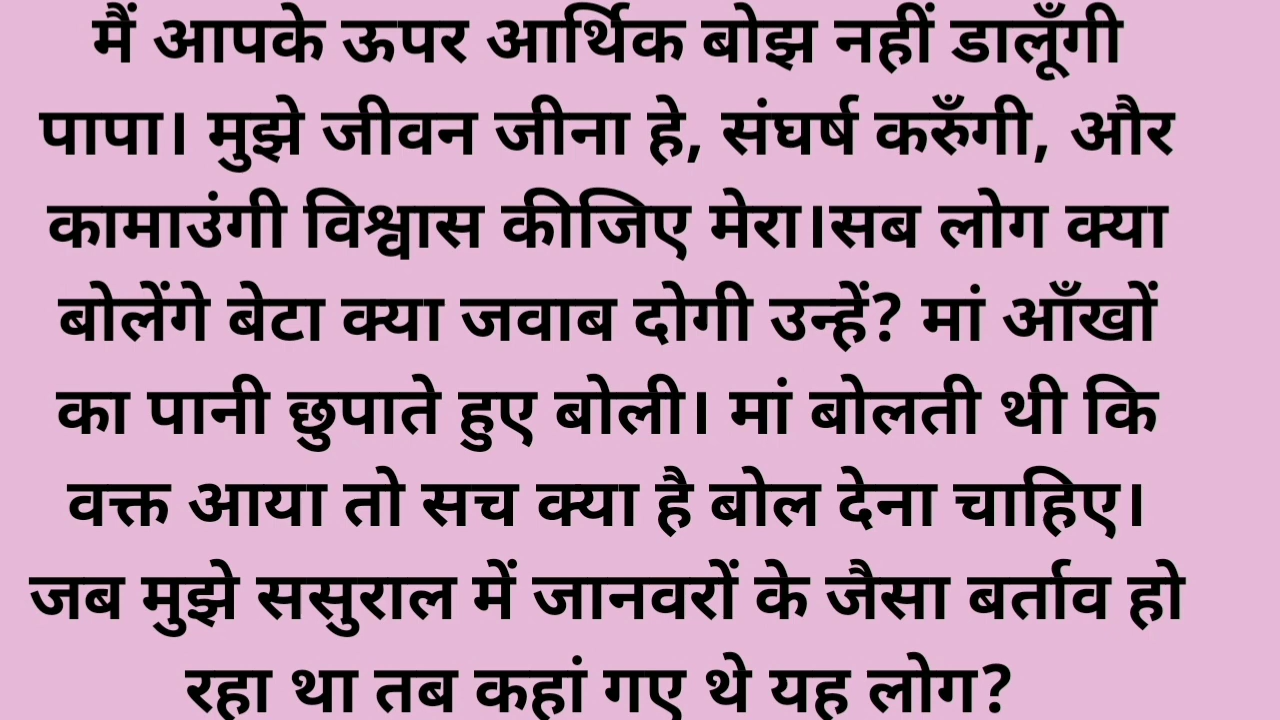 मैं आपके ऊपर आर्थिक बोझ नहीं डालूँगी
पापा। मुझे जीवन जीना हे, संघर्ष करुँगी, और
कामाउंगी विश्वास कीजिए मेरा।सब लोग क्या
बोलेंगे बेटा क्या जवाब दोगी उन्हें? मां आँखों
का पानी छुपाते हुए बोली। मां बोलती थी कि
वक्त आया तो सच क्या है बोल देना चाहिए।
जब मुझे ससुराल में जानवरों के जैसा बर्ताव हो
रहा था तब कहां गए थे यह लोग?